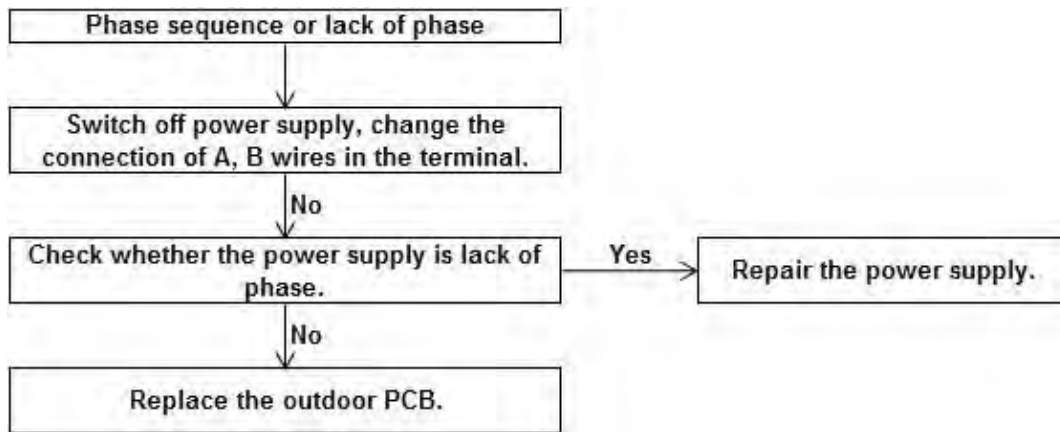 Phase sequence or lack of phase
Switch off power supply, change the
connection of A, B wires in the terminal.
No
Check whether the power supply is lack of
phase.
Yes
Repair the power supply.
No
Replace the outdoor PCB.